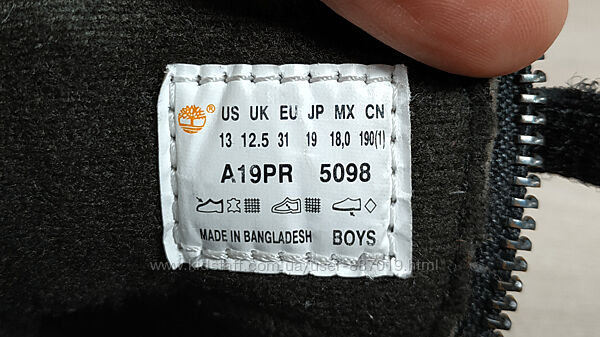 ® US UK EU JP MX CN
13 12.5 31 19 18,0 190(1)
A19PR 5098
MADE IN BANGLADESH BOYS